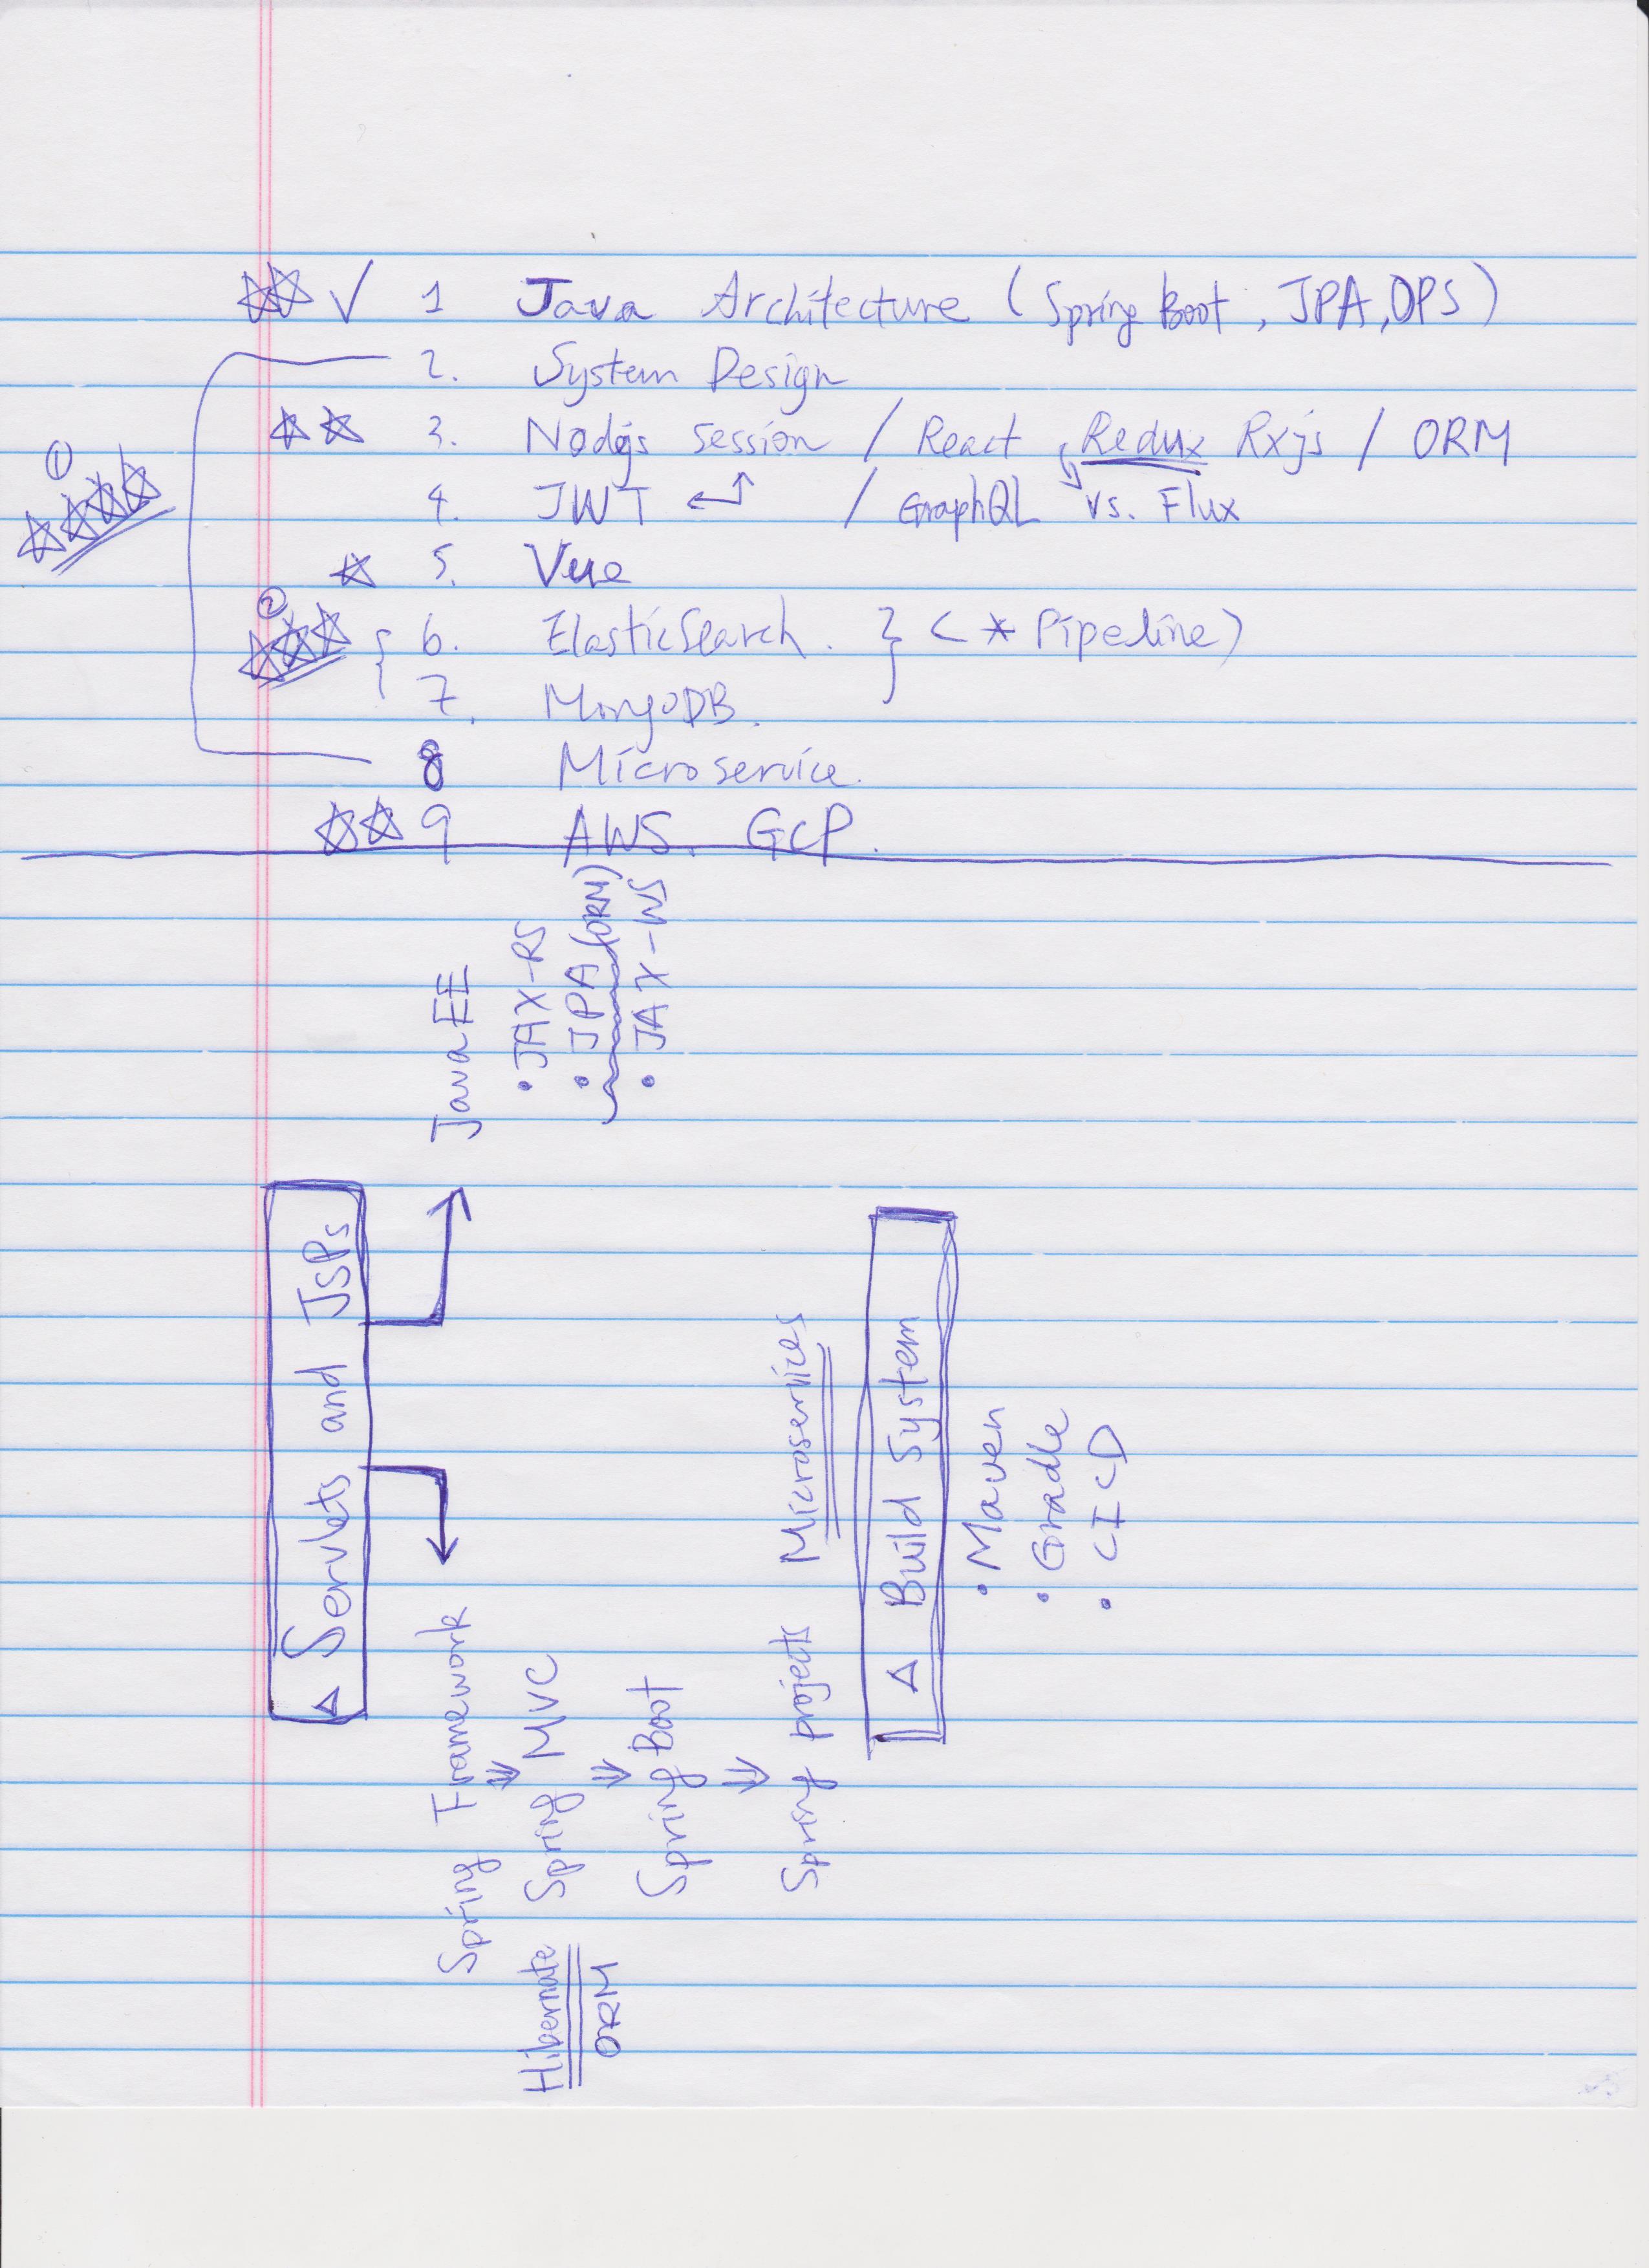 △ Servlets and JSPs
Spring Framework
Java EE
Hibernate
ORM
Spring MVC
• JAX-RS
• JPA (ORM)
• JAX-WS
Spring Boot
Spring projects Microservices
△ Build System
• Maven
• Gradle
• CICD
①
1 Java Architecture (Spring boot, JPA, OPS)
2. System Design
3. Nodejs session / React, Redux Rxjs / ORM
4. JWT / GraphQL vs. Flux
5. Vue
②
{ 6. ElasticSearch. } < * Pipeline)
7. MongoDB.
8 Microservice.
9 AWS. GCP.